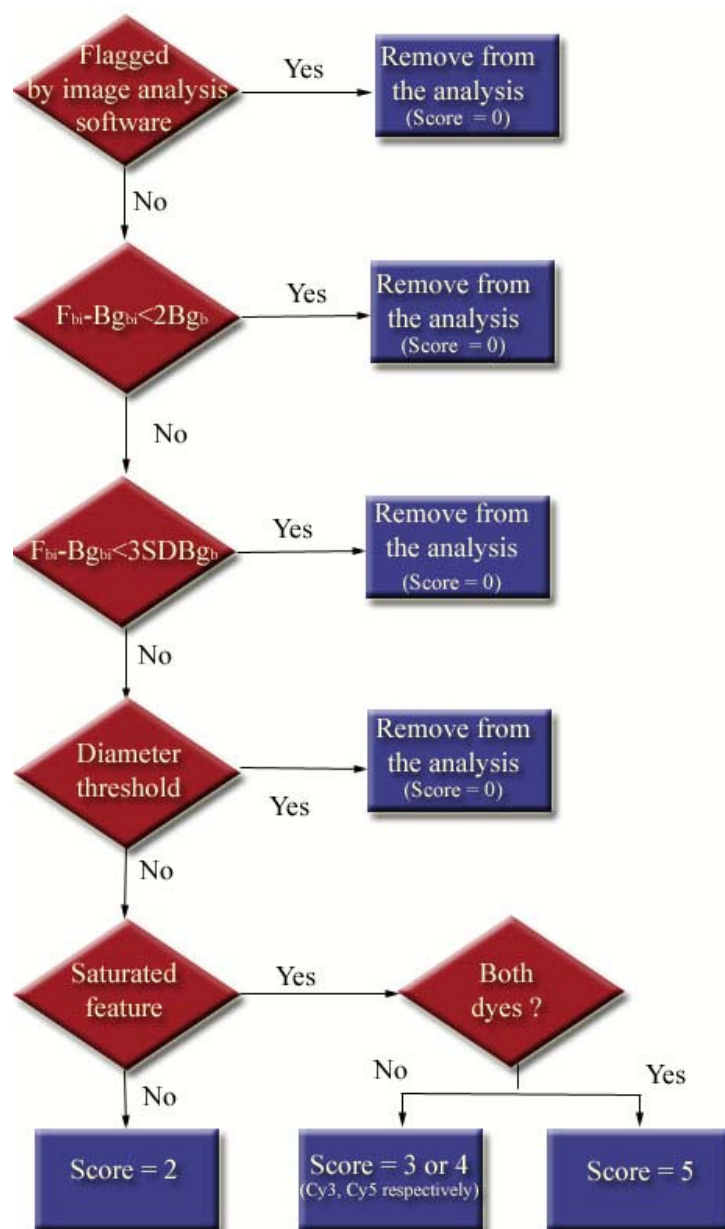 Flagged
by image analysis
software
Yes
Remove from
the analysis
(Score = 0)
No
Fbi-Bgbi<2Bgb
Yes
Remove from
the analysis
(Score = 0)
No
Fbi-Bgbi<3SDBgb
Yes
Remove from
the analysis
(Score = 0)
No
Diameter
threshold
Yes
Remove from
the analysis
(Score = 0)
No
Saturated
feature
Yes
Both
dyes ?
No
No
Yes
Score = 2
Score = 3 or 4
(Cy3, Cy5 respectively)
Score = 5